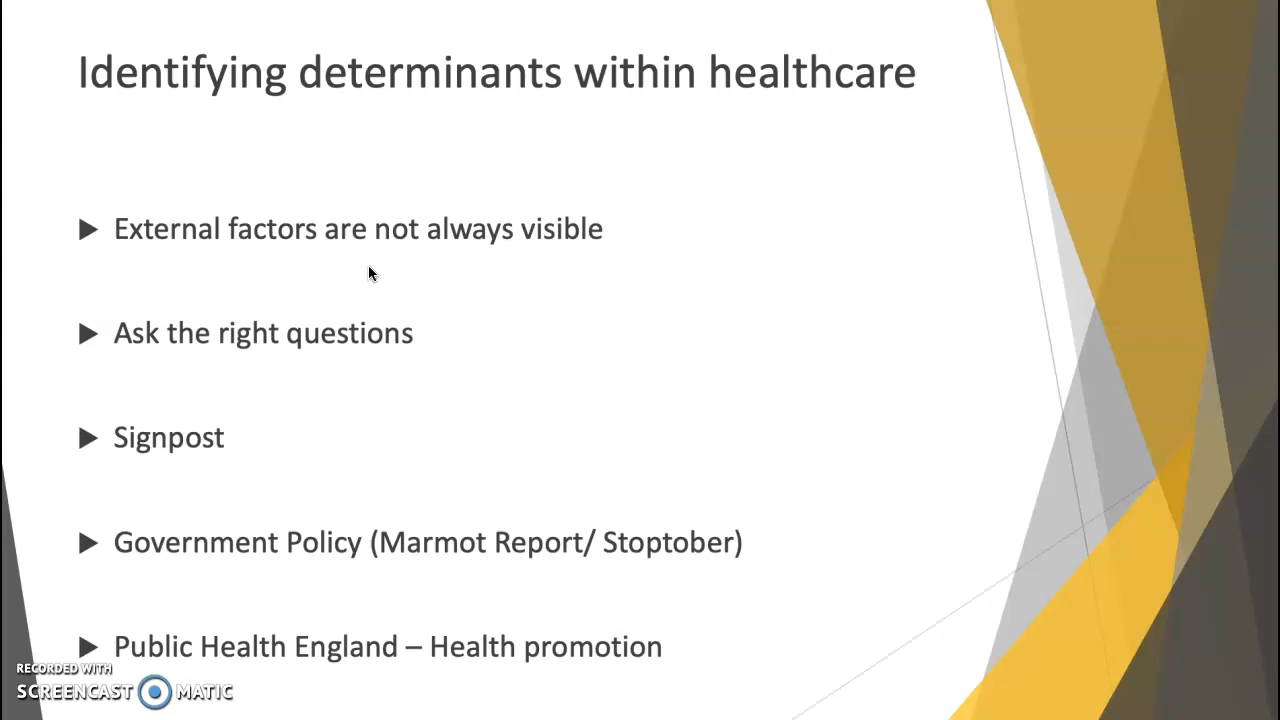 Identifying determinants within healthcare
External factors are not always visible
Ask the right questions
Signpost
Government Policy (Marmot Report/ Stoptober)
Public Health England – Health promotion
RECORDED WITH
SCREENCAST MATIC